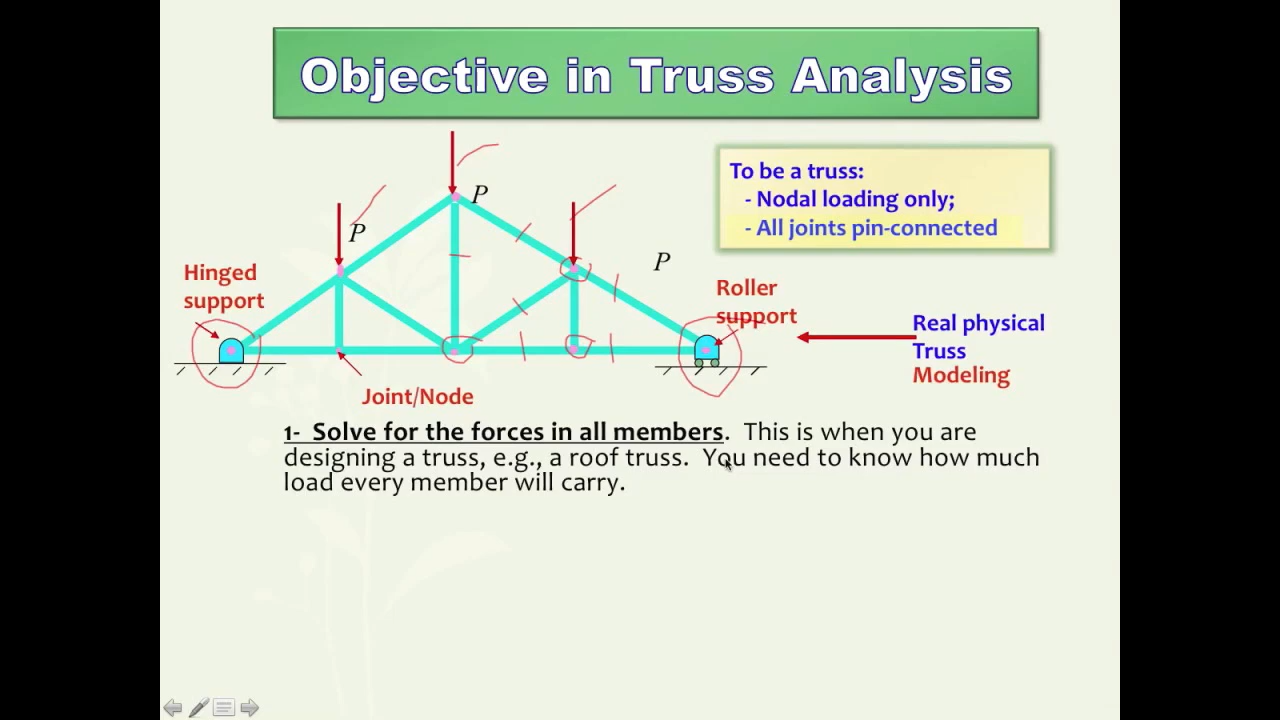 Objective in Truss Analysis
To be a truss:
- Nodal loading only;
- All joints pin-connected
P
P
P
Hinged
support
Roller
support
Real physical
Truss
Modeling
Joint/Node
1- Solve for the forces in all members. This is when you are
designing a truss, e.g., a roof truss. You need to know how much
load every member will carry.